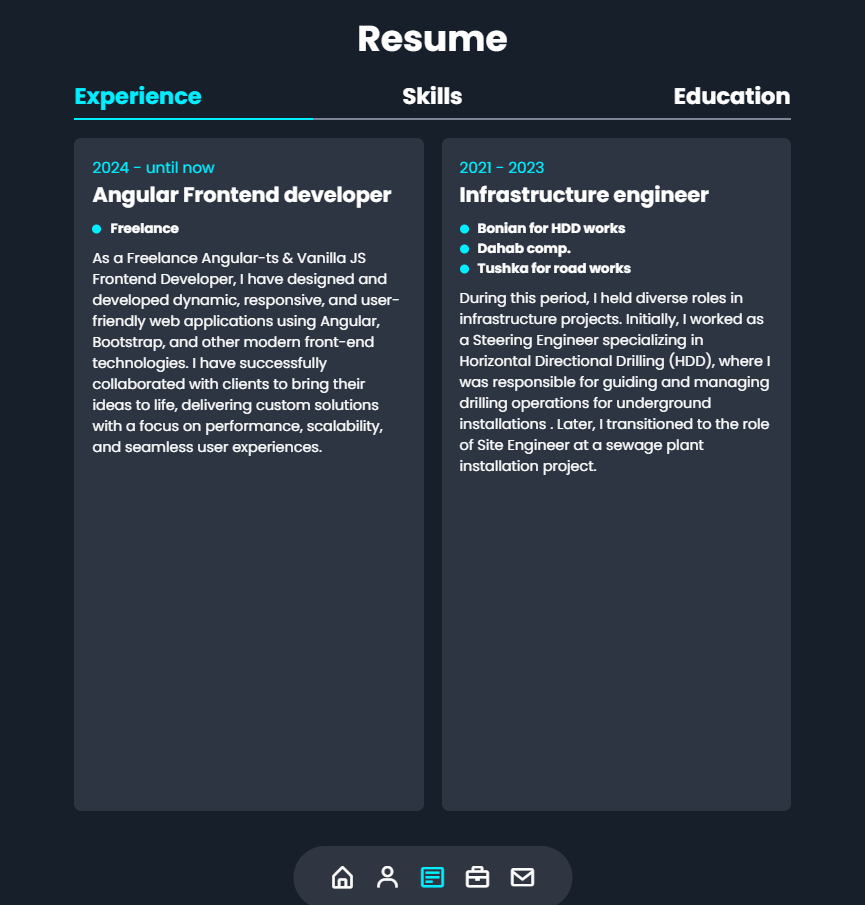 Resume
Experience
Skills
Education
2024 - until now
Angular Frontend developer
Freelance
As a Freelance Angular-ts & Vanilla JS
Frontend Developer, I have designed and
developed dynamic, responsive, and user-
friendly web applications using Angular,
Bootstrap, and other modern front-end
technologies. I have successfully
collaborated with clients to bring their
ideas to life, delivering custom solutions
with a focus on performance, scalability,
and seamless user experiences.
2021 - 2023
Infrastructure engineer
Bonian for HDD works
Dahab comp.
Tushka for road works
During this period, I held diverse roles in
infrastructure projects. Initially, I worked as
a Steering Engineer specializing in
Horizontal Directional Drilling (HDD), where I
was responsible for guiding and managing
drilling operations for underground
installations . Later, I transitioned to the role
of Site Engineer at a sewage plant
installation project.